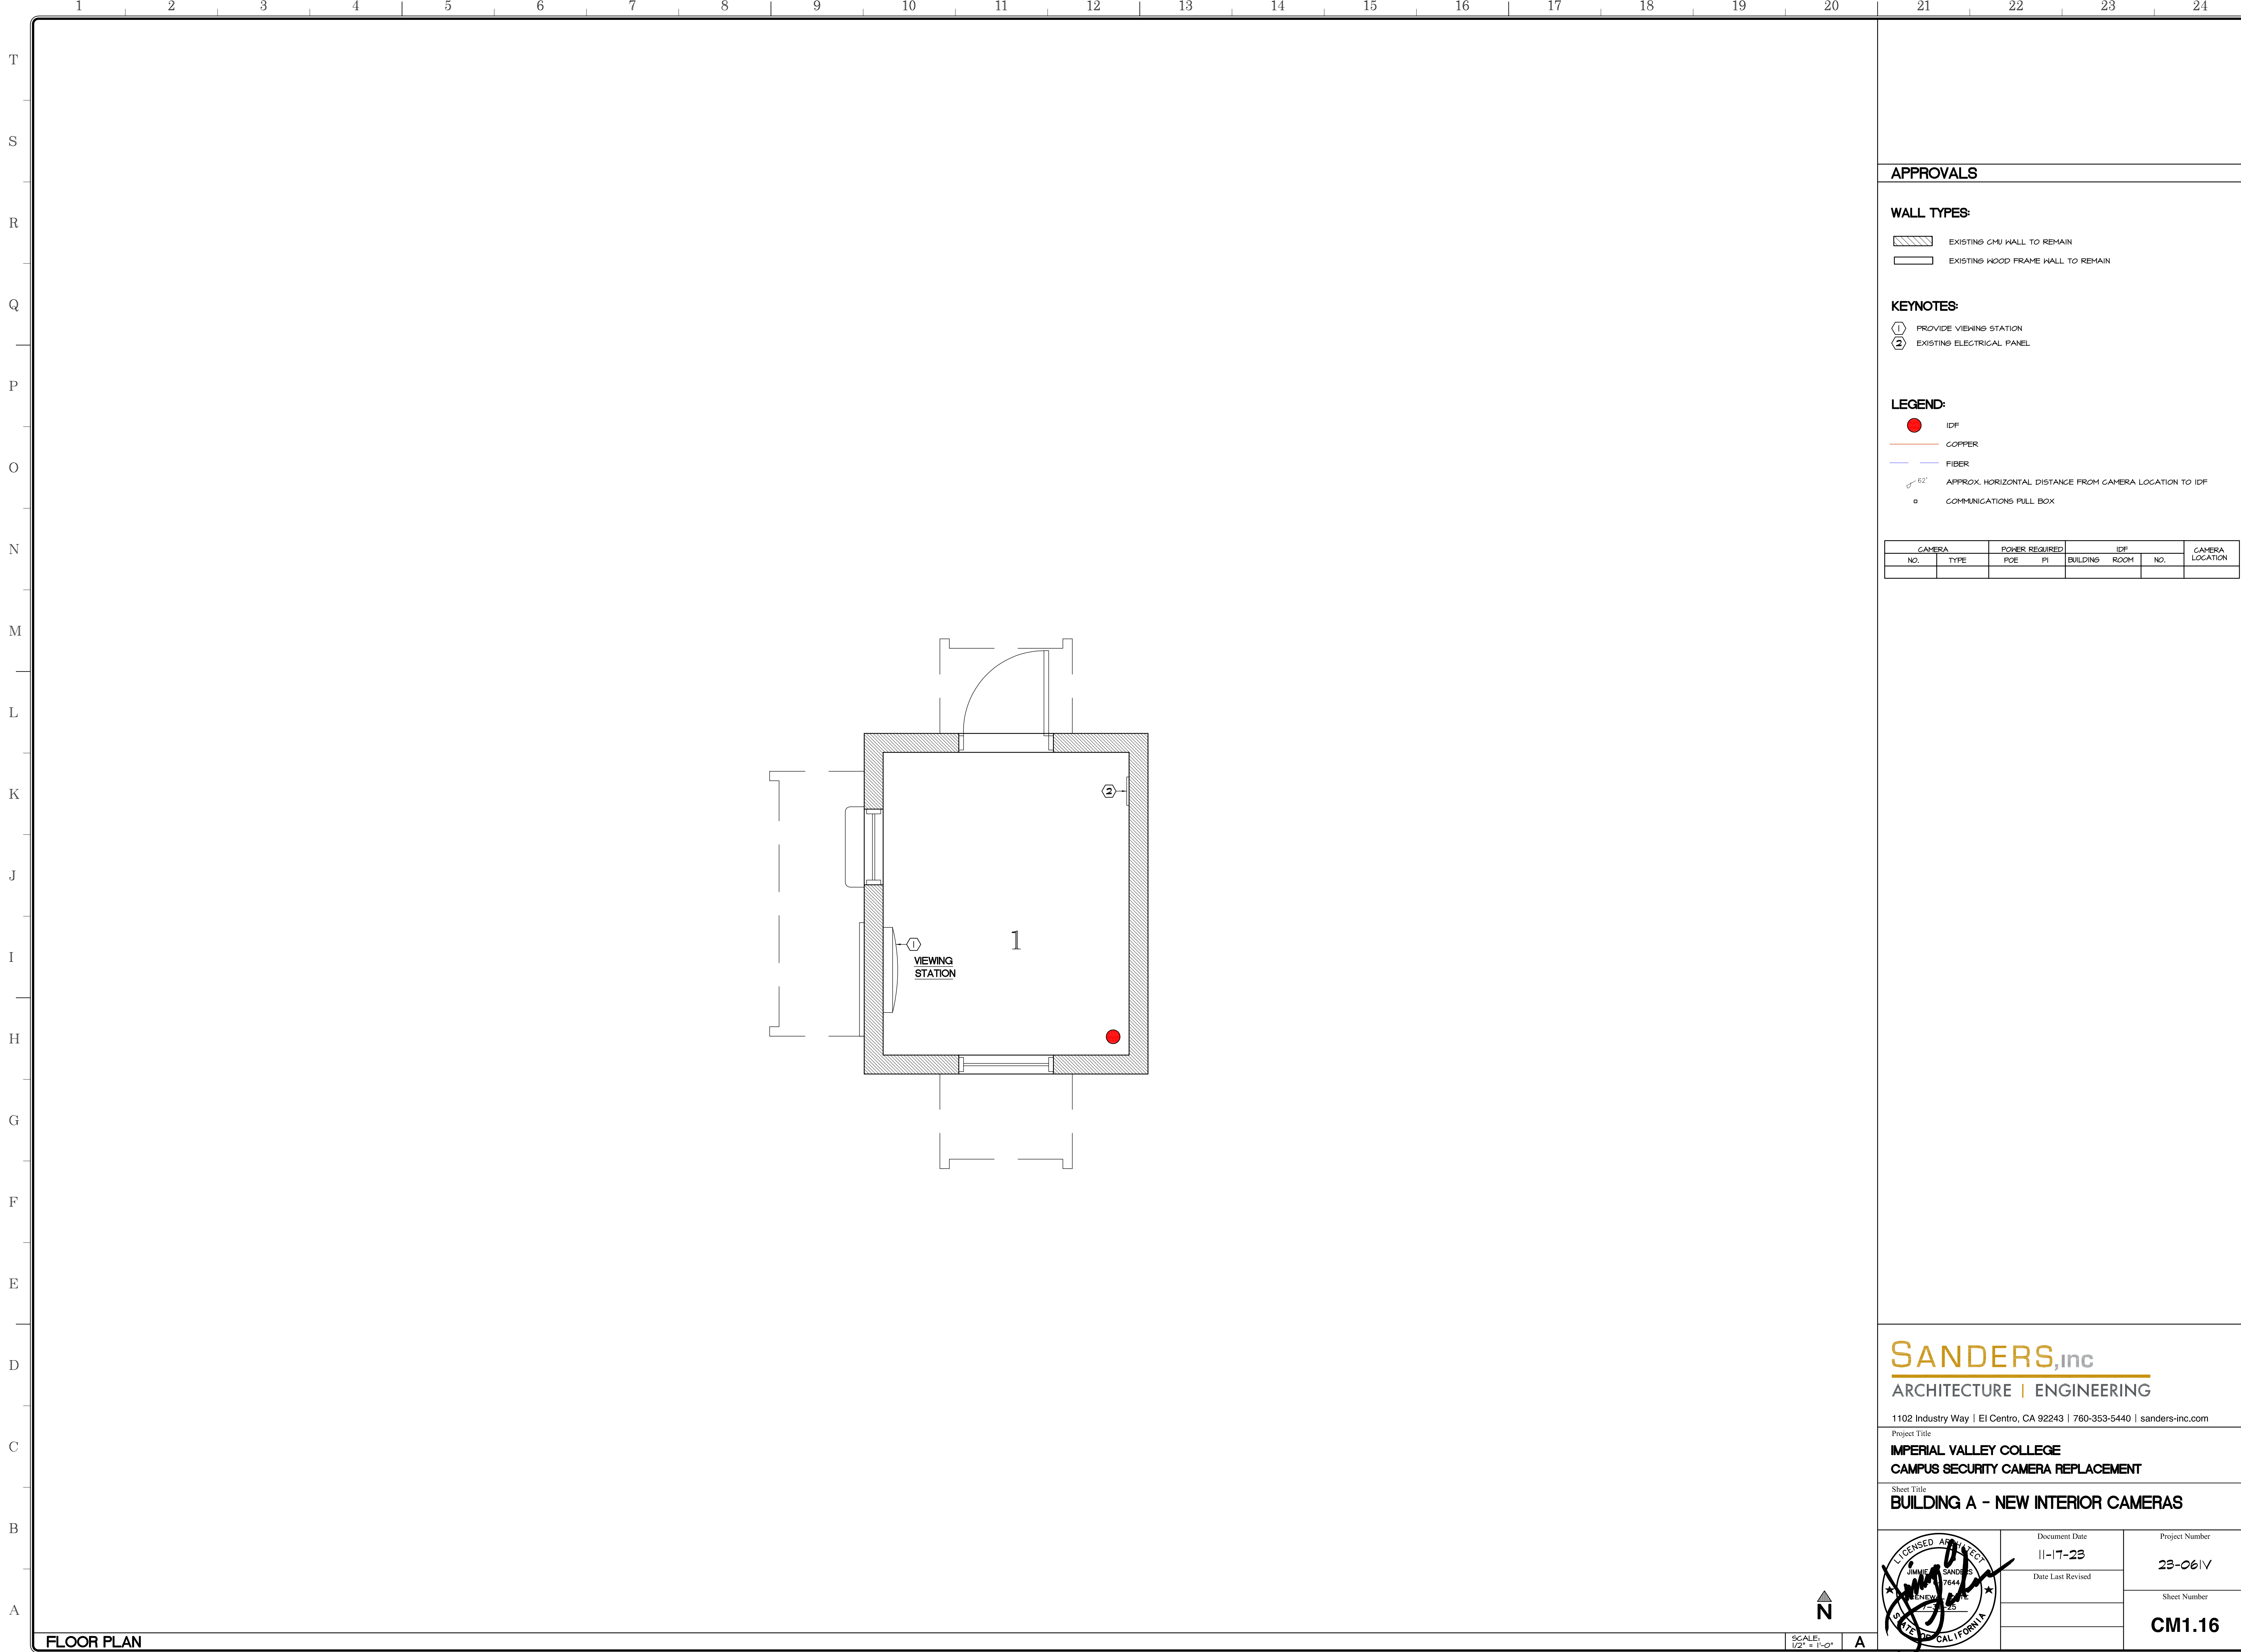 1 2 3 4 5 6 7 8 9 10 11 12 13 14 15 16 17 18 19 20 21 22 23 24
T
S
R
Q
P
O
N
M
L
K
J
I
H
G
F
E
D
C
B
A
2
1
1
VIEWING
STATION
N
FLOOR PLAN
SCALE:
1/2" = 1'-0"
A
APPROVALS
WALL TYPES:
EXISTING CMU WALL TO REMAIN
EXISTING WOOD FRAME WALL TO REMAIN
KEYNOTES:
1 PROVIDE VIEWING STATION
2 EXISTING ELECTRICAL PANEL
LEGEND:
IDF
COPPER
FIBER
62' APPROX. HORIZONTAL DISTANCE FROM CAMERA LOCATION TO IDF
COMMUNICATIONS PULL BOX
CAMERA POWER REQUIRED IDF CAMERA LOCATION
NO. TYPE POE PI BUILDING ROOM NO.
SANDERS,INC
ARCHITECTURE | ENGINEERING
1102 Industry Way | El Centro, CA 92243 | 760-353-5440 | sanders-inc.com
Project Title
IMPERIAL VALLEY COLLEGE
CAMPUS SECURITY CAMERA REPLACEMENT
Sheet Title
BUILDING A - NEW INTERIOR CAMERAS
LICENSED ARCHITECT
JIMMIE SANDERS
STATE OF CALIFORNIA
Document Date
11-17-23
Date Last Revised
Project Number
23-061V
Sheet Number
CM1.16